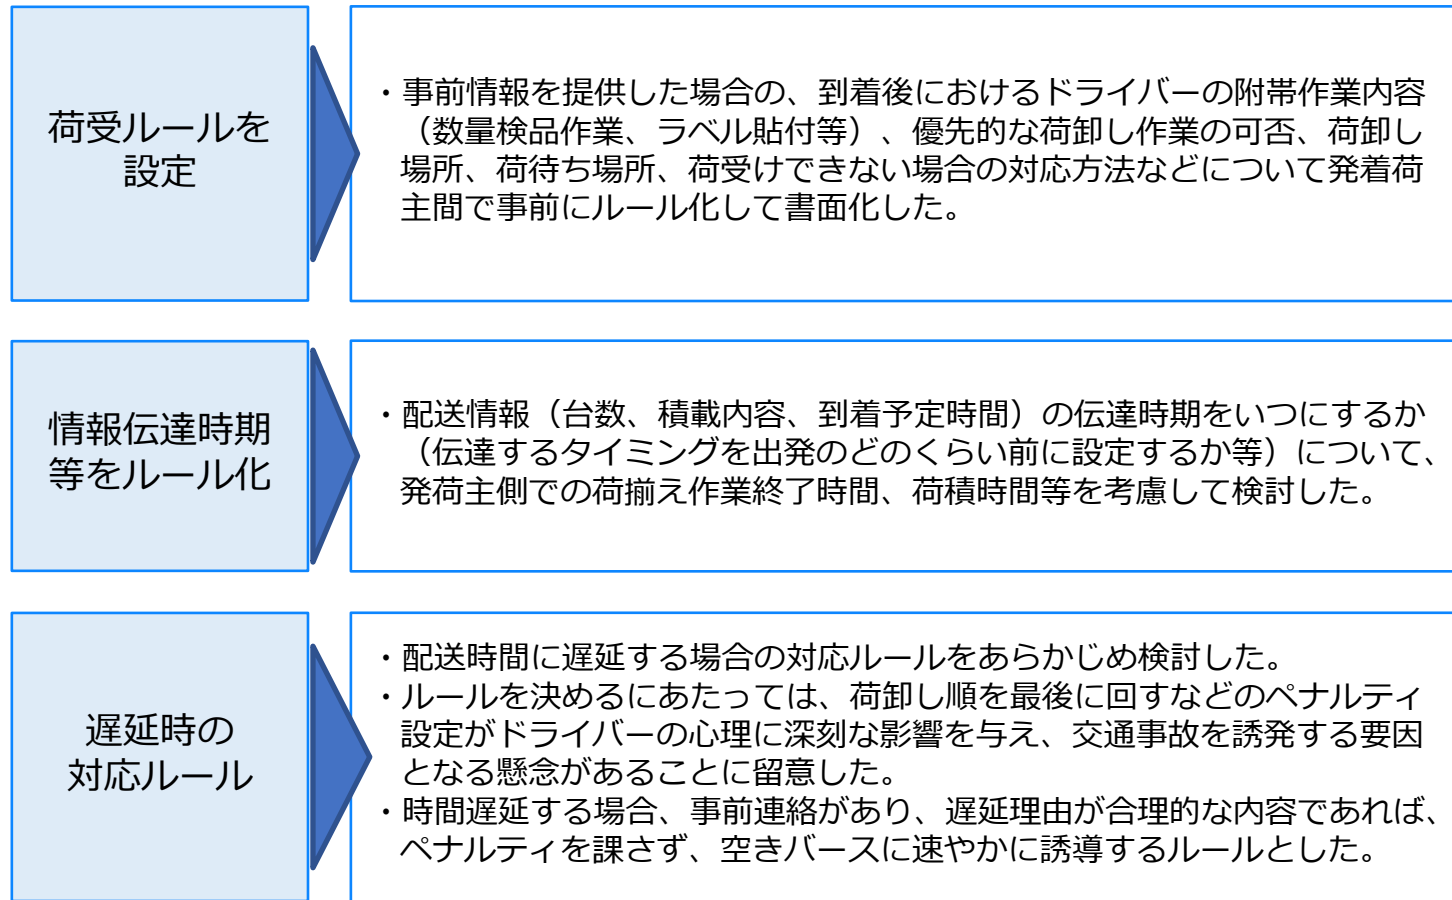 荷受ルールを
設定
・事前情報を提供した場合の、到着後におけるドライバーの附帯作業内容
（数量検品作業、ラベル貼付等）、優先的な荷卸し作業の可否、荷卸し
場所、荷待ち場所、荷受けできない場合の対応方法などについて発着荷
主間で事前にルール化して書面化した。
情報伝達時期
等をルール化
・配送情報（台数、積載内容、到着予定時間）の伝達時期をいつにするか
（伝達するタイミングを出発のどのくらい前に設定するか等）について、
発荷主側での荷揃え作業終了時間、荷積時間等を考慮して検討した。
遅延時の
対応ルール
・配送時間に遅延する場合の対応ルールをあらかじめ検討した。
・ルールを決めるにあたっては、荷卸し順を最後に回すなどのペナルティ
設定がドライバーの心理に深刻な影響を与え、交通事故を誘発する要因
となる懸念があることに留意した。
・時間遅延する場合、事前連絡があり、遅延理由が合理的な内容であれば、
ペナルティを課さず、空きバースに速やかに誘導するルールとした。